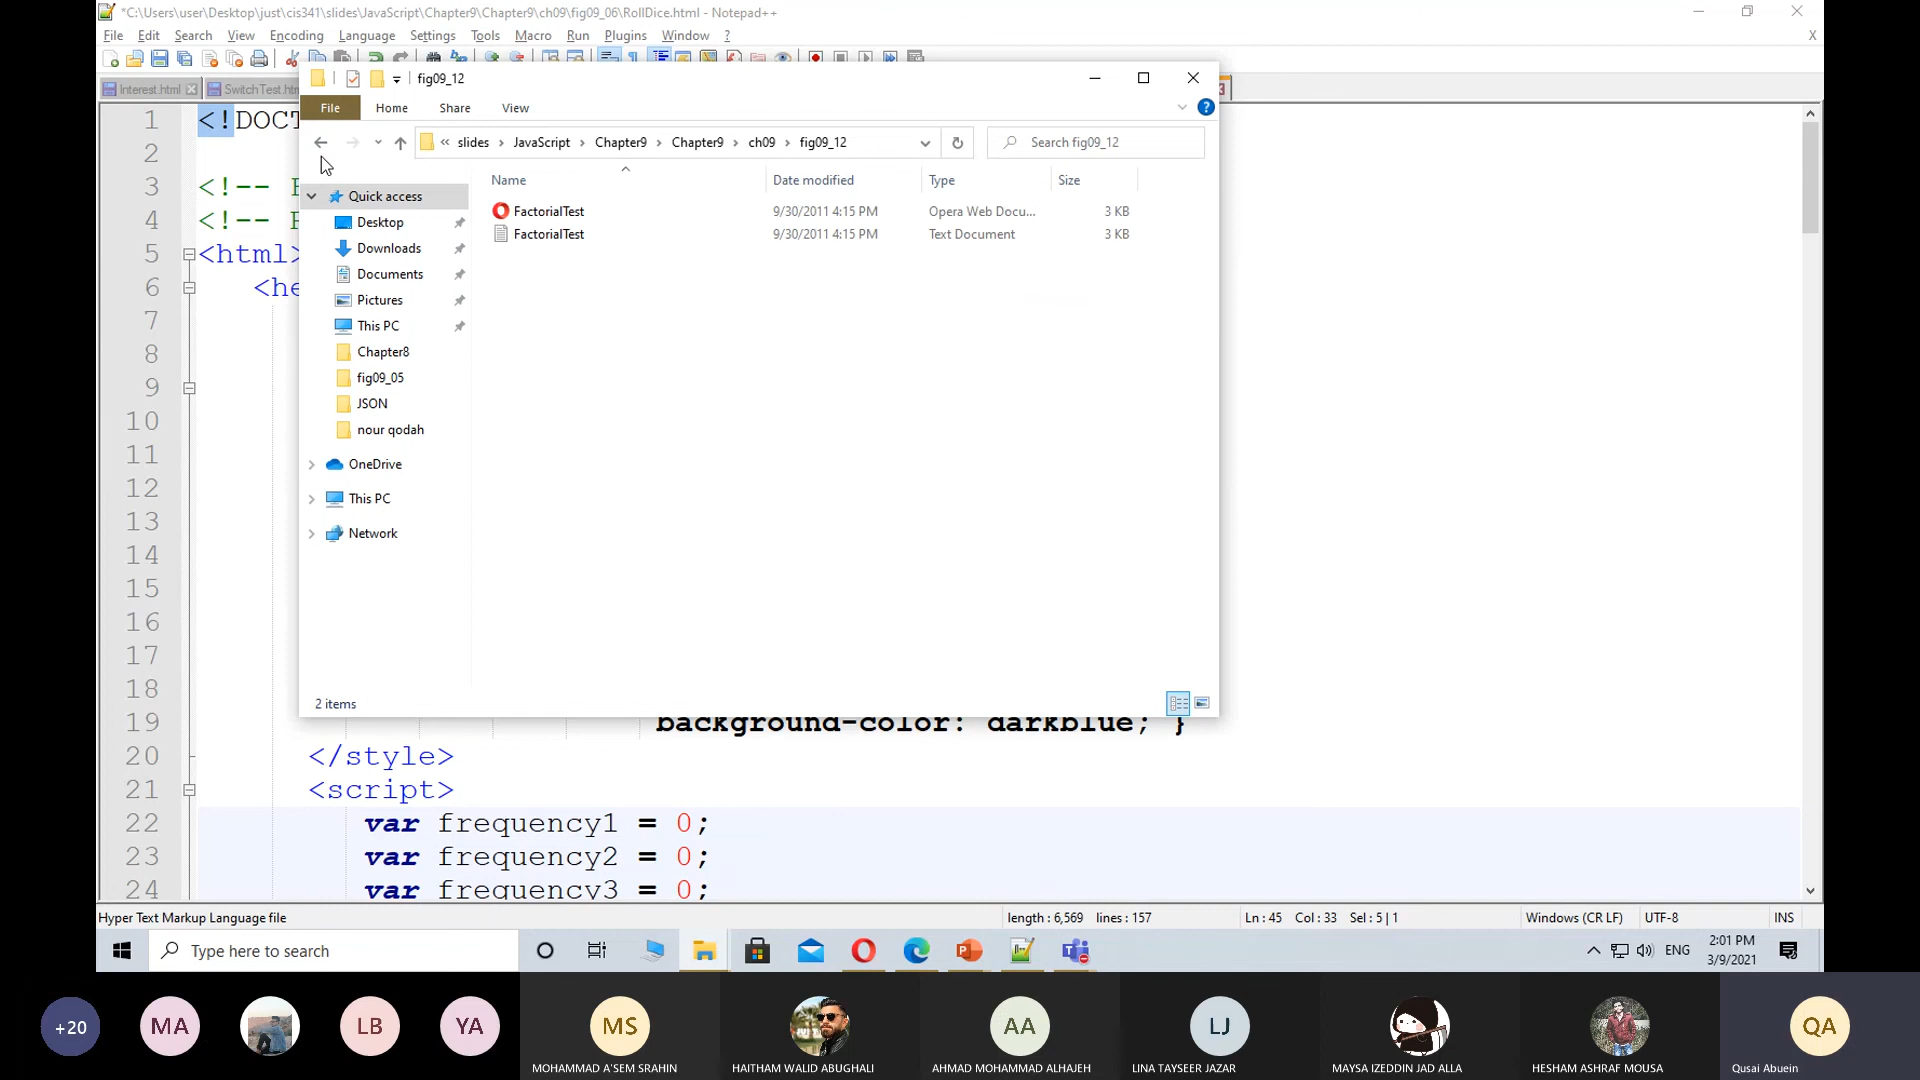 *C:\Users\user\Desktop\just\cis341\slides\JavaScript\Chapter9\Chapter9\ch09\fig09_06\RollDice.html - Notepad++
File Edit Search View Encoding Language Settings Tools Macro Run Plugins Window ? X
Interest.html SwitchTest.htm
fig09_12
File Home Share View
« slides › JavaScript › Chapter9 › Chapter9 › ch09 › fig09_12
Search fig09_12
Name Date modified Type Size
FactorialTest 9/30/2011 4:15 PM Opera Web Docu... 3 KB
FactorialTest 9/30/2011 4:15 PM Text Document 3 KB
Quick access
Desktop
Downloads
Documents
Pictures
This PC
Chapter8
fig09_05
JSON
nour qodah
OneDrive
This PC
Network
2 items
1 <!DOCT
2
3 <!--
4 <!--
5 <html>
6 <he
7
8
9
10
11
12
13
14
15
16
17
18
19 background-color: darkblue; }
20 </style>
21 <script>
22 var frequency1 = 0;
23 var frequency2 = 0;
24 var frequency3 = 0;
Hyper Text Markup Language file length : 6,569 lines : 157 Ln : 45 Col : 33 Sel : 5 | 1 Windows (CR LF) UTF-8 INS
Type here to search
ENG
2:01 PM
3/9/2021
+20 MA LB YA MS AA LJ QA
MOHAMMAD A'SEM SRAHIN HAITHAM WALID ABUGHALI AHMAD MOHAMMAD ALHAJEH LINA TAYSEER JAZAR MAYSA IZEDDIN JAD ALLA HESHAM ASHRAF MOUSA Qusai Abuein